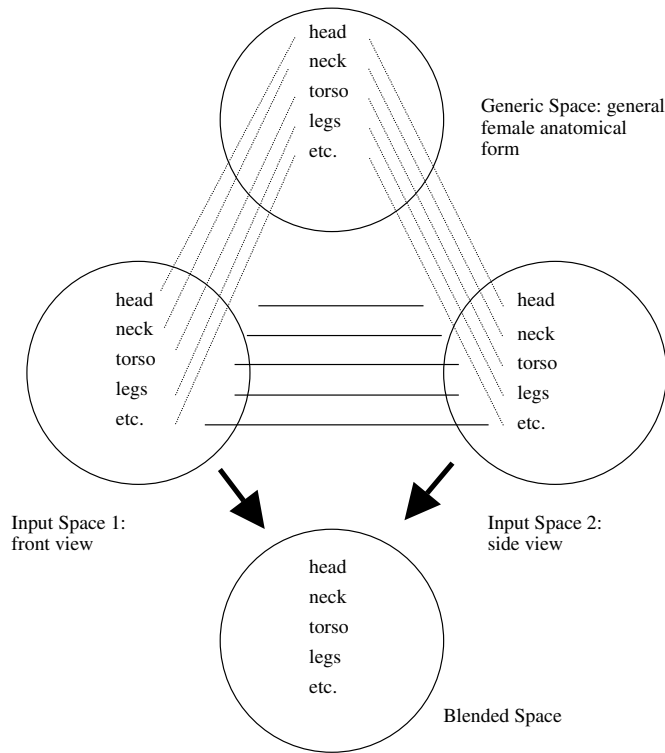 head
neck
torso
legs
etc.
Generic Space: general
female anatomical
form
head
neck
torso
legs
etc.
head
neck
torso
legs
etc.
Input Space 1:
front view
Input Space 2:
side view
head
neck
torso
legs
etc.
Blended Space